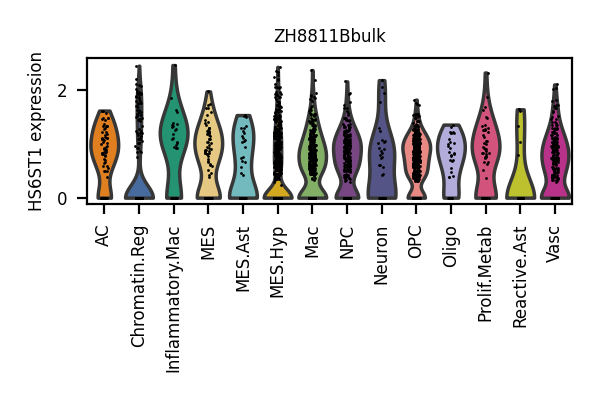 ZH8811Bbulk
HS6ST1 expression
2
0
AC
Chromatin.Reg
Inflammatory.Mac
MES
MES.Ast
MES.Hyp
Mac
NPC
Neuron
OPC
Oligo
Prolif.Metab
Reactive.Ast
Vasc